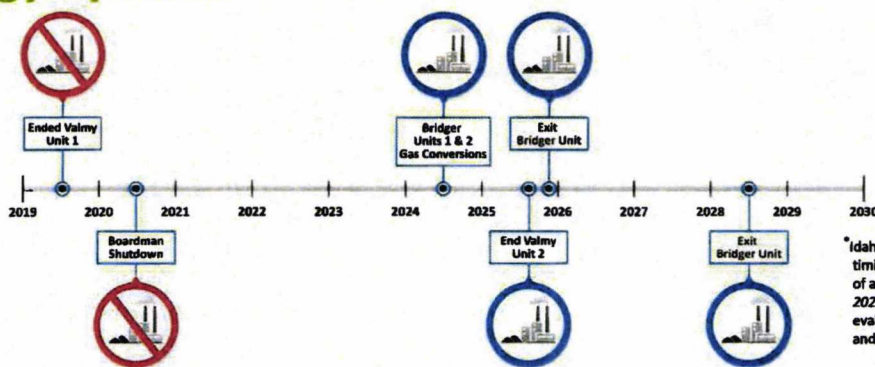 Ended Valmy
Unit 1
Bridger
Units 1 & 2
Gas Conversions
Exit
Bridger Unit
2019
2020
2021
2022
2023
2024
2025
2026
2027
2028
2029
2030
Boardman
Shutdown
End Valmy
Unit 2
Exit
Bridger Unit